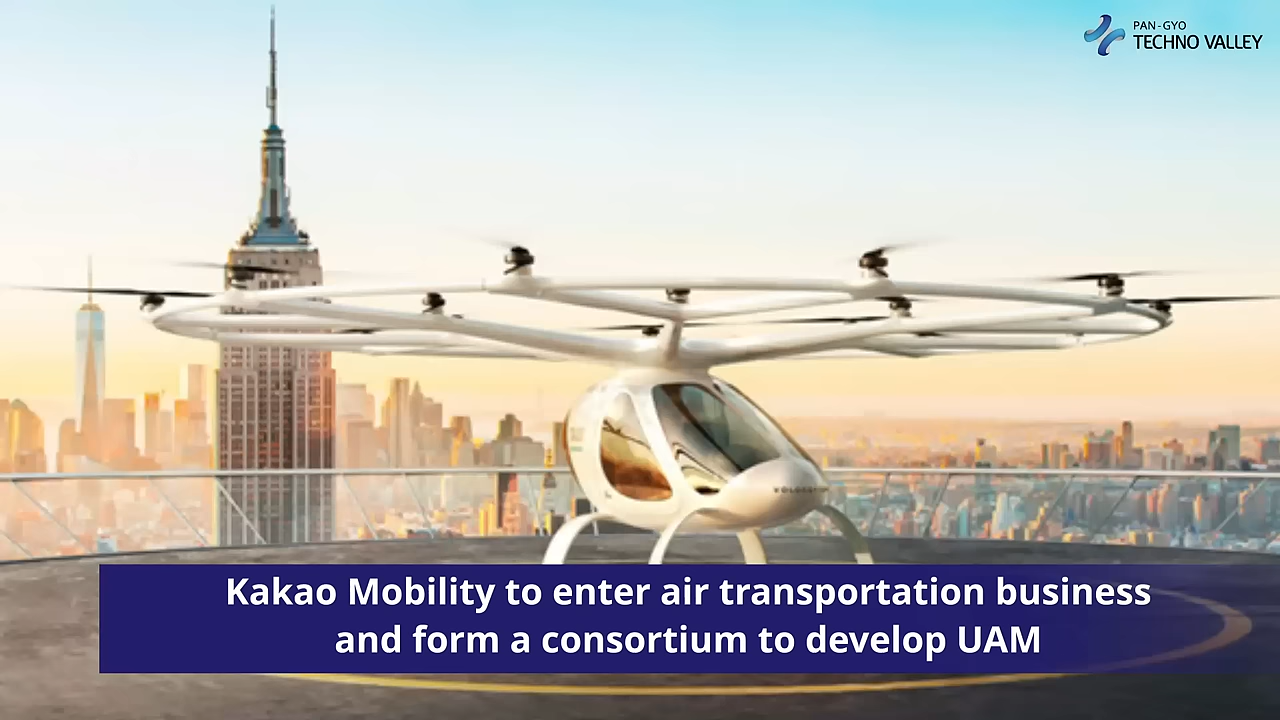 PAN-GYO
TECHNO VALLEY
Kakao Mobility to enter air transportation business
and form a consortium to develop UAM